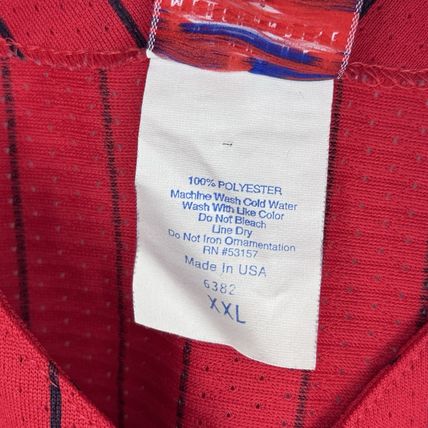 MERCHANDISE
100% POLYESTER
Machine Wash Cold Water
Wash With Like Color
Do Not Bleach
Line Dry
Do Not Iron Ornamentation
RN #53157
Made In USA
6382
XXL